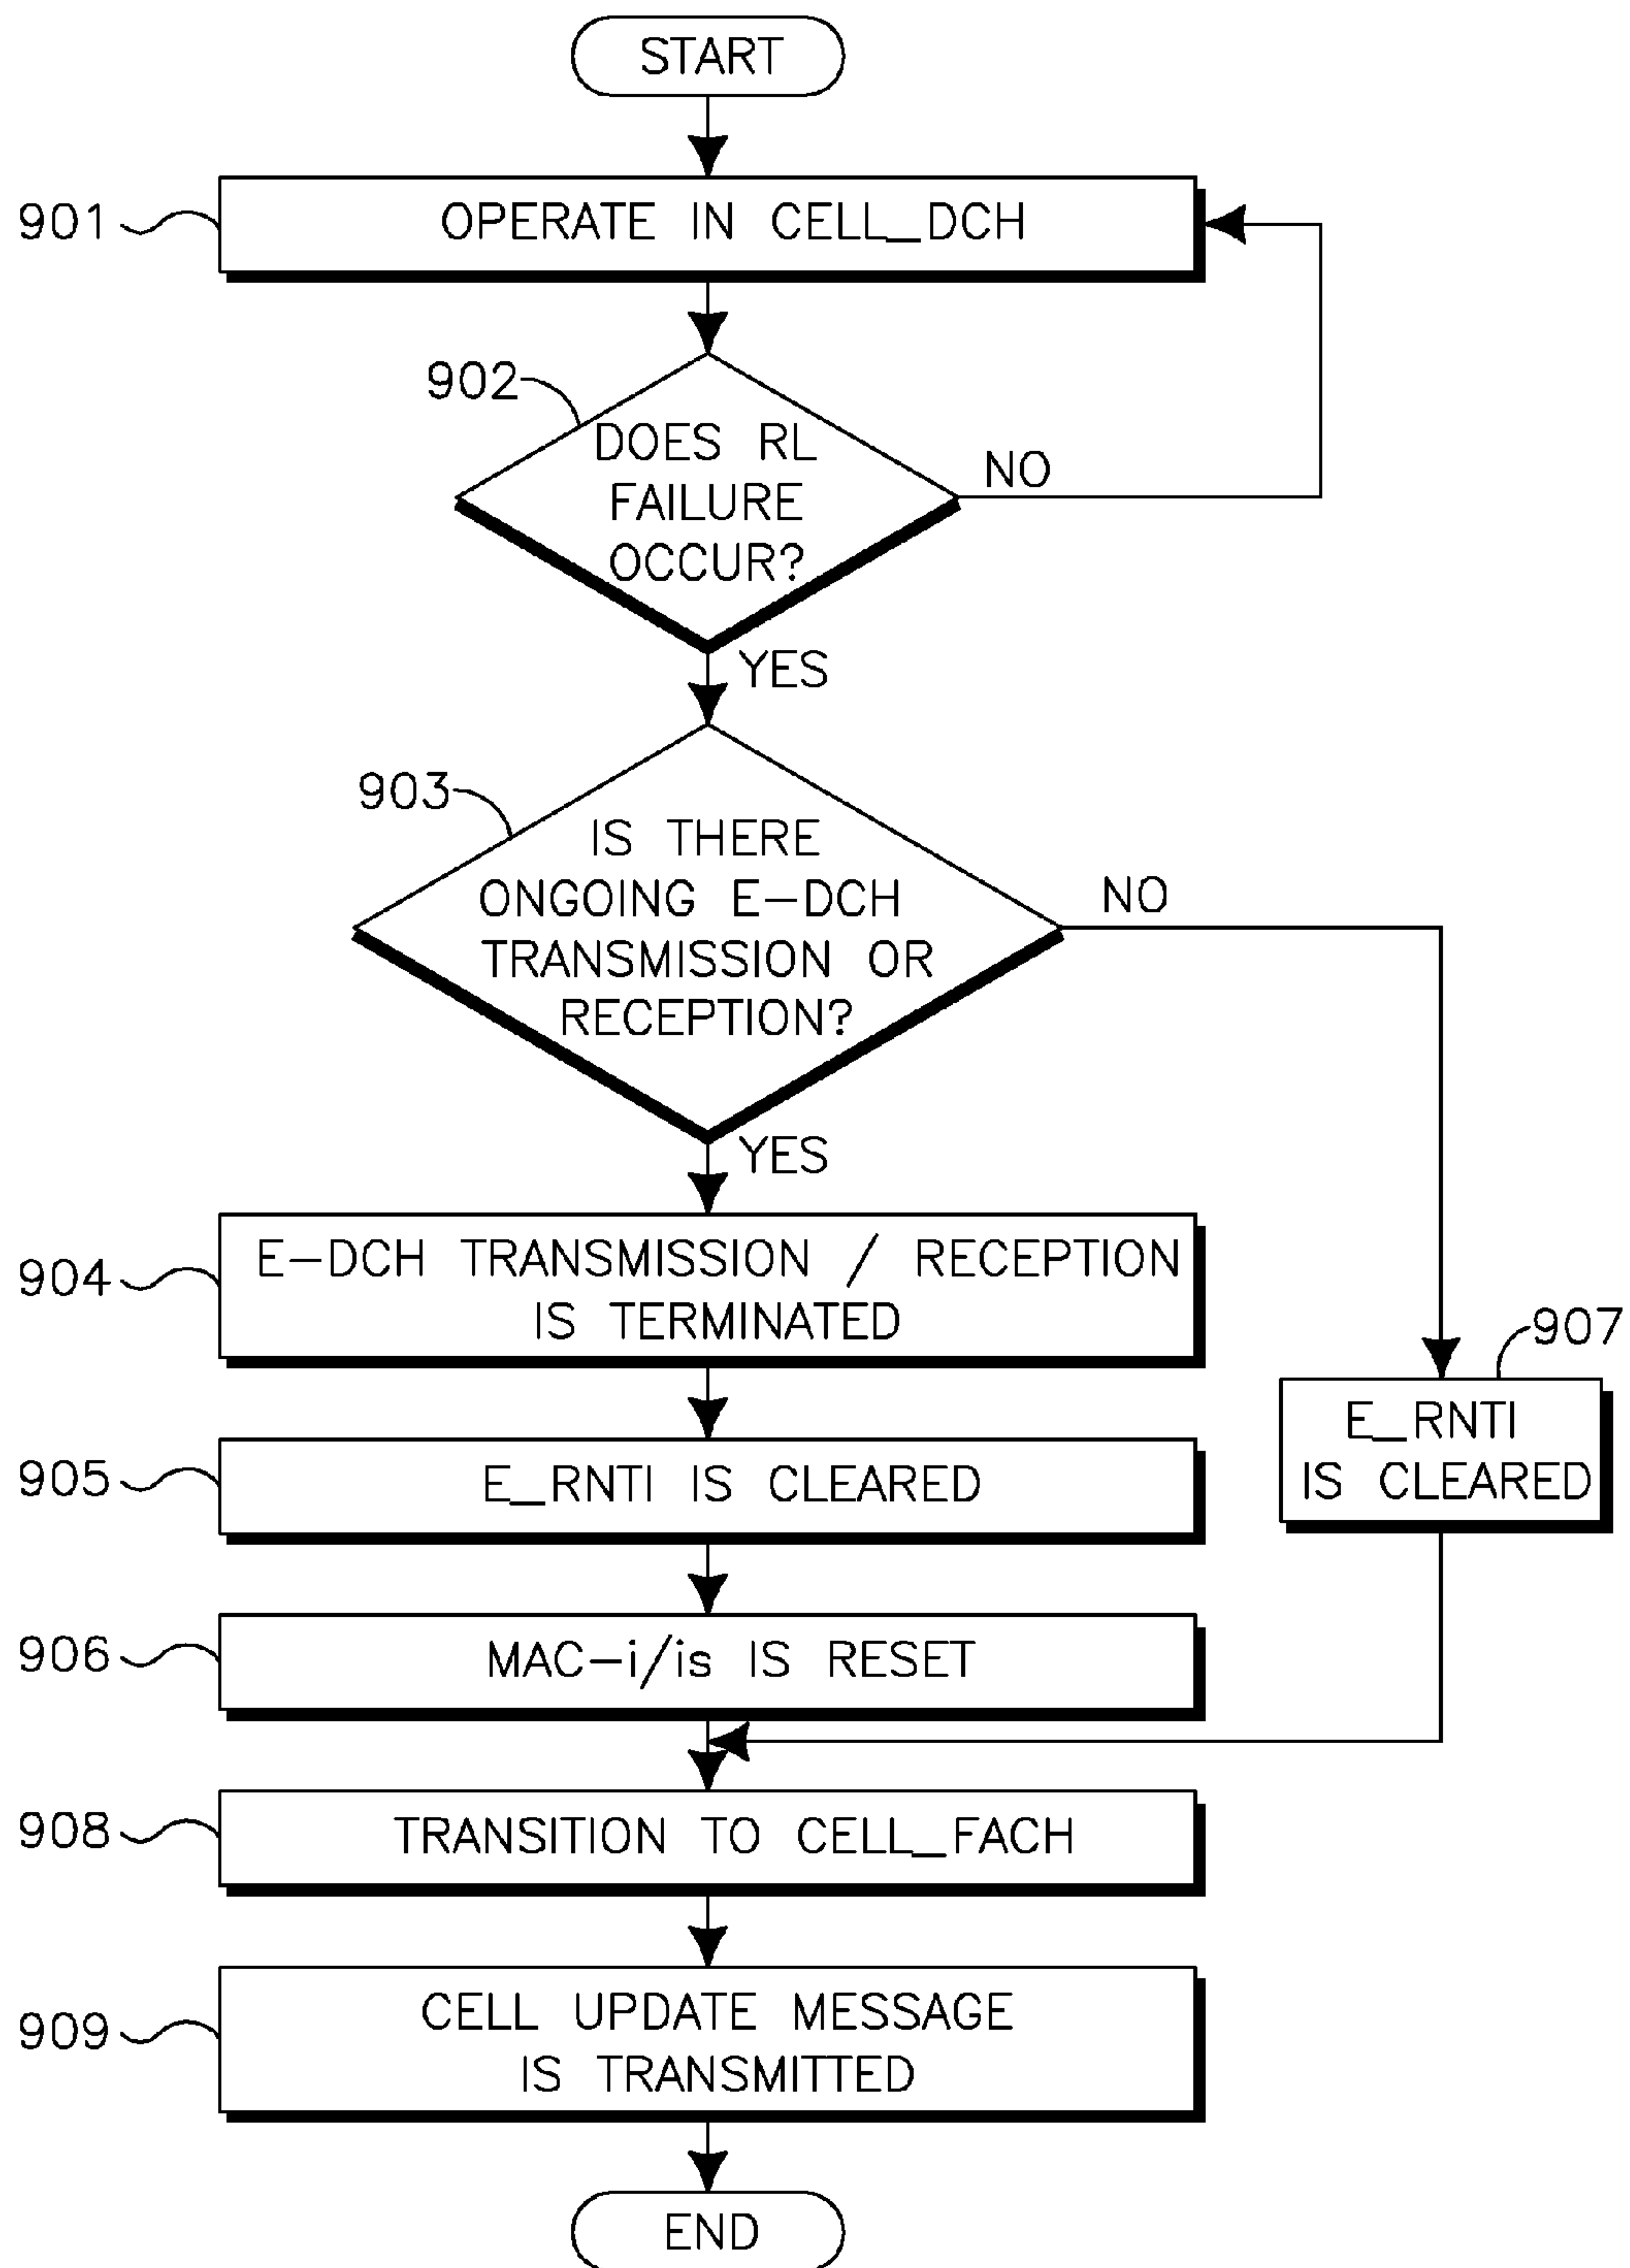 START
901
OPERATE IN CELL_DCH
902
DOES RL
FAILURE
OCCUR?
NO
YES
903
IS THERE
ONGOING E-DCH
TRANSMISSION OR
RECEPTION?
NO
YES
904
E-DCH TRANSMISSION / RECEPTION
IS TERMINATED
907
E_RNTI
IS CLEARED
905
E_RNTI IS CLEARED
906
MAC-i/is IS RESET
908
TRANSITION TO CELL_FACH
909
CELL UPDATE MESSAGE
IS TRANSMITTED
END